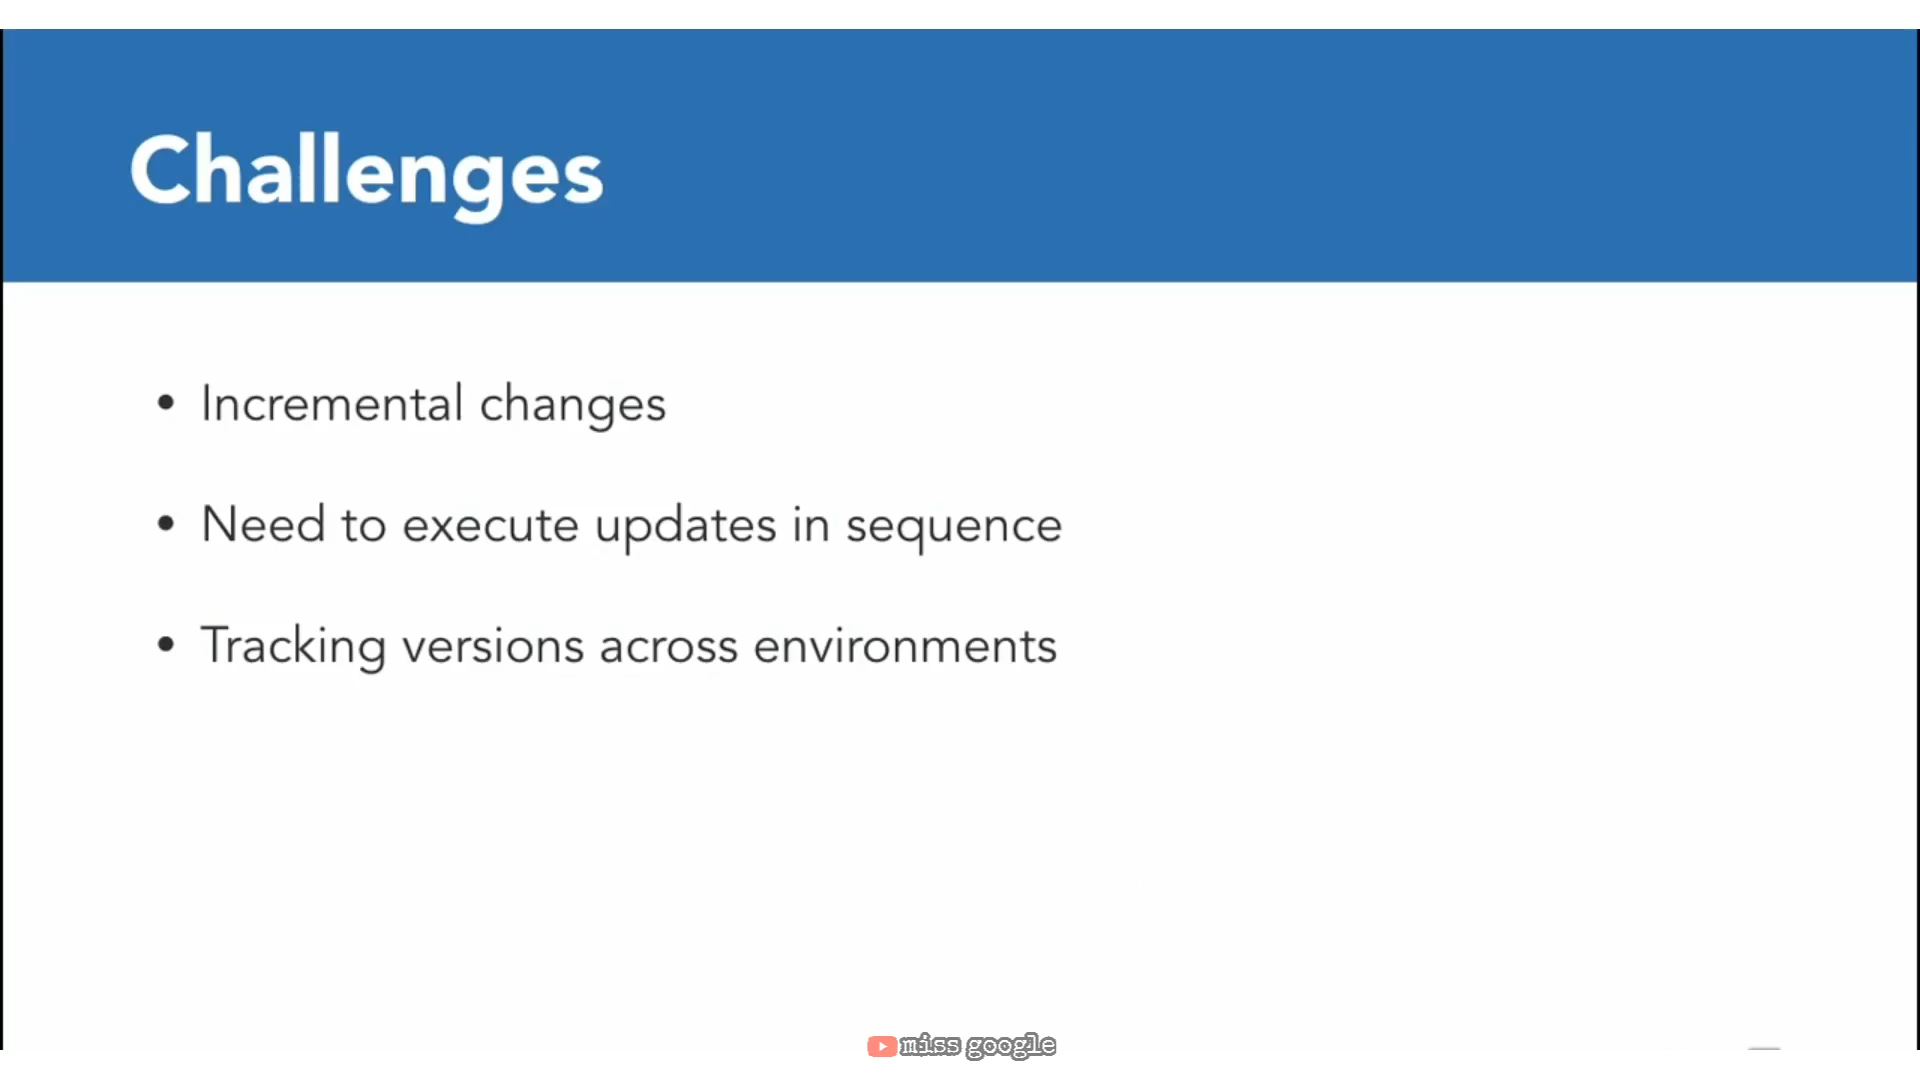 Challenges
• Incremental changes
• Need to execute updates in sequence
• Tracking versions across environments
miss google